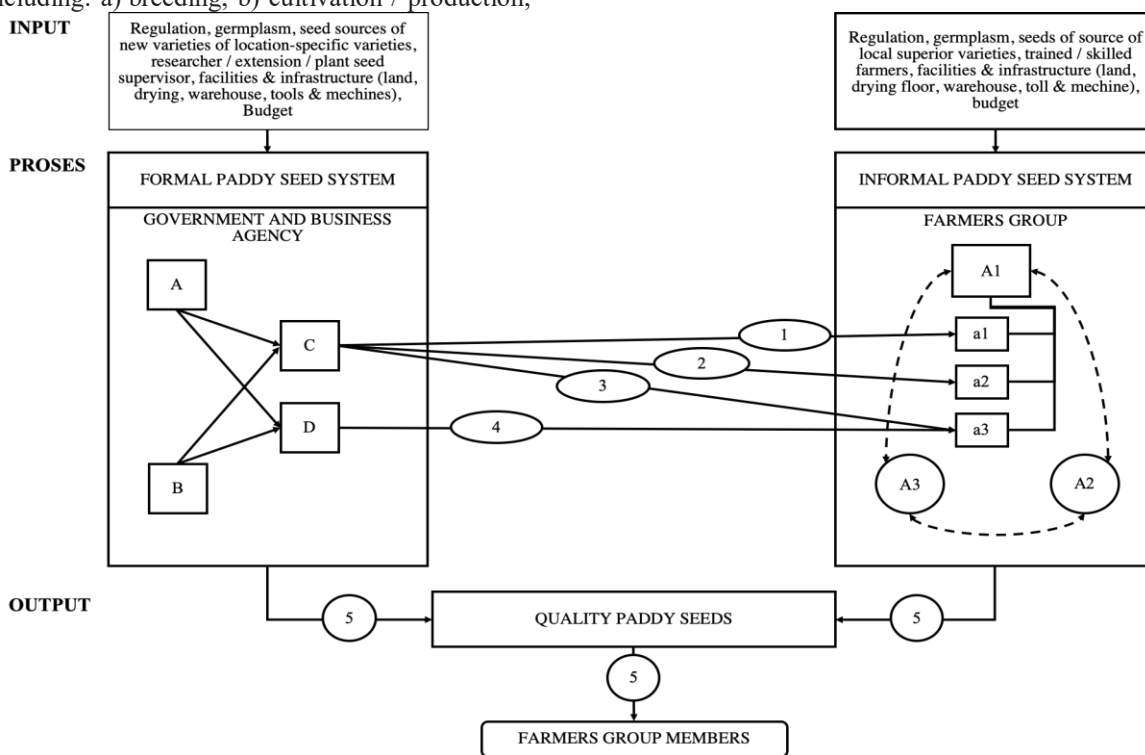 cluding: a) breeding, b) cultivation / production,
INPUT
Regulation, germplasm, seed sources of
new varieties of location-specific varieties,
researcher / extension / plant seed
supervisor, facilities & infrastructure (land,
drying, warehouse, tools & mechines),
Budget
Regulation, germplasm, seeds of source of
local superior varieties, trained / skilled
farmers, facilities & infrastructure (land,
drying floor, warehouse, toll & mechine),
budget
PROSES
FORMAL PADDY SEED SYSTEM
INFORMAL PADDY SEED SYSTEM
GOVERNMENT AND BUSINESS
AGENCY
FARMERS GROUP
A
B
C
D
1
2
3
4
A1
a1
a2
a3
A3
A2
OUTPUT
5
QUALITY PADDY SEEDS
5
5
FARMERS GROUP MEMBERS